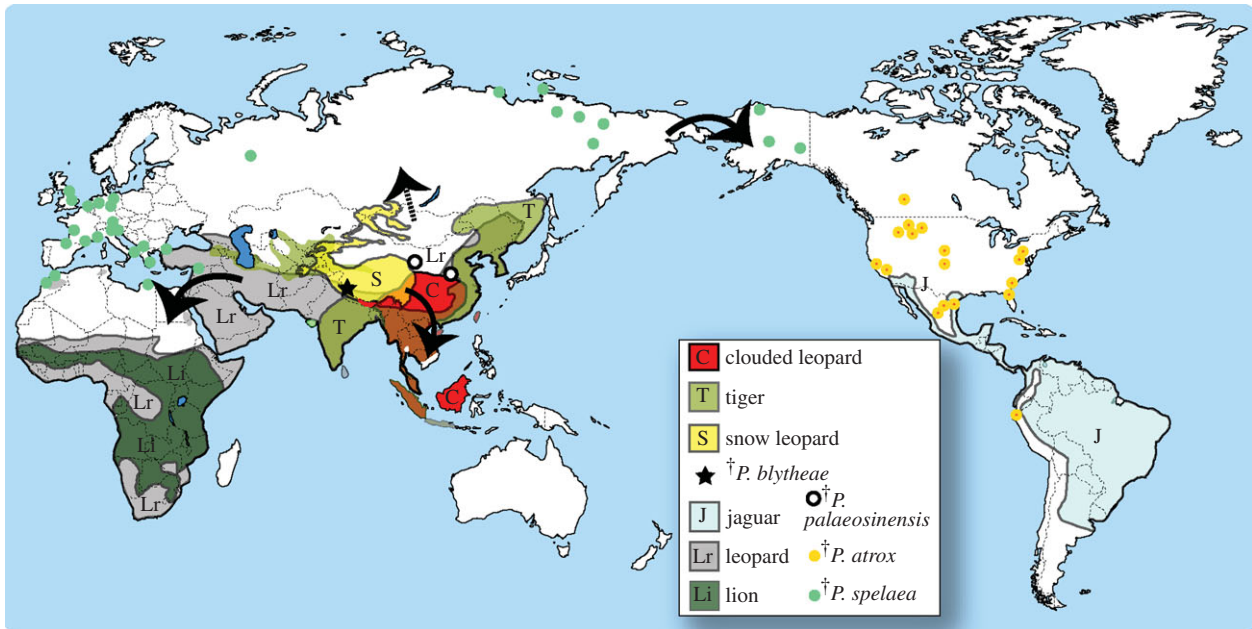 T
Lr
S
C
Lr
Lr
T
Li
Lr
Li
Lr
C
J
J
C clouded leopard
T tiger
S snow leopard
†P. blytheae
J jaguar
†P.
palaeosinensis
Lr leopard
†P. atrox
Li lion
†P. spelaea